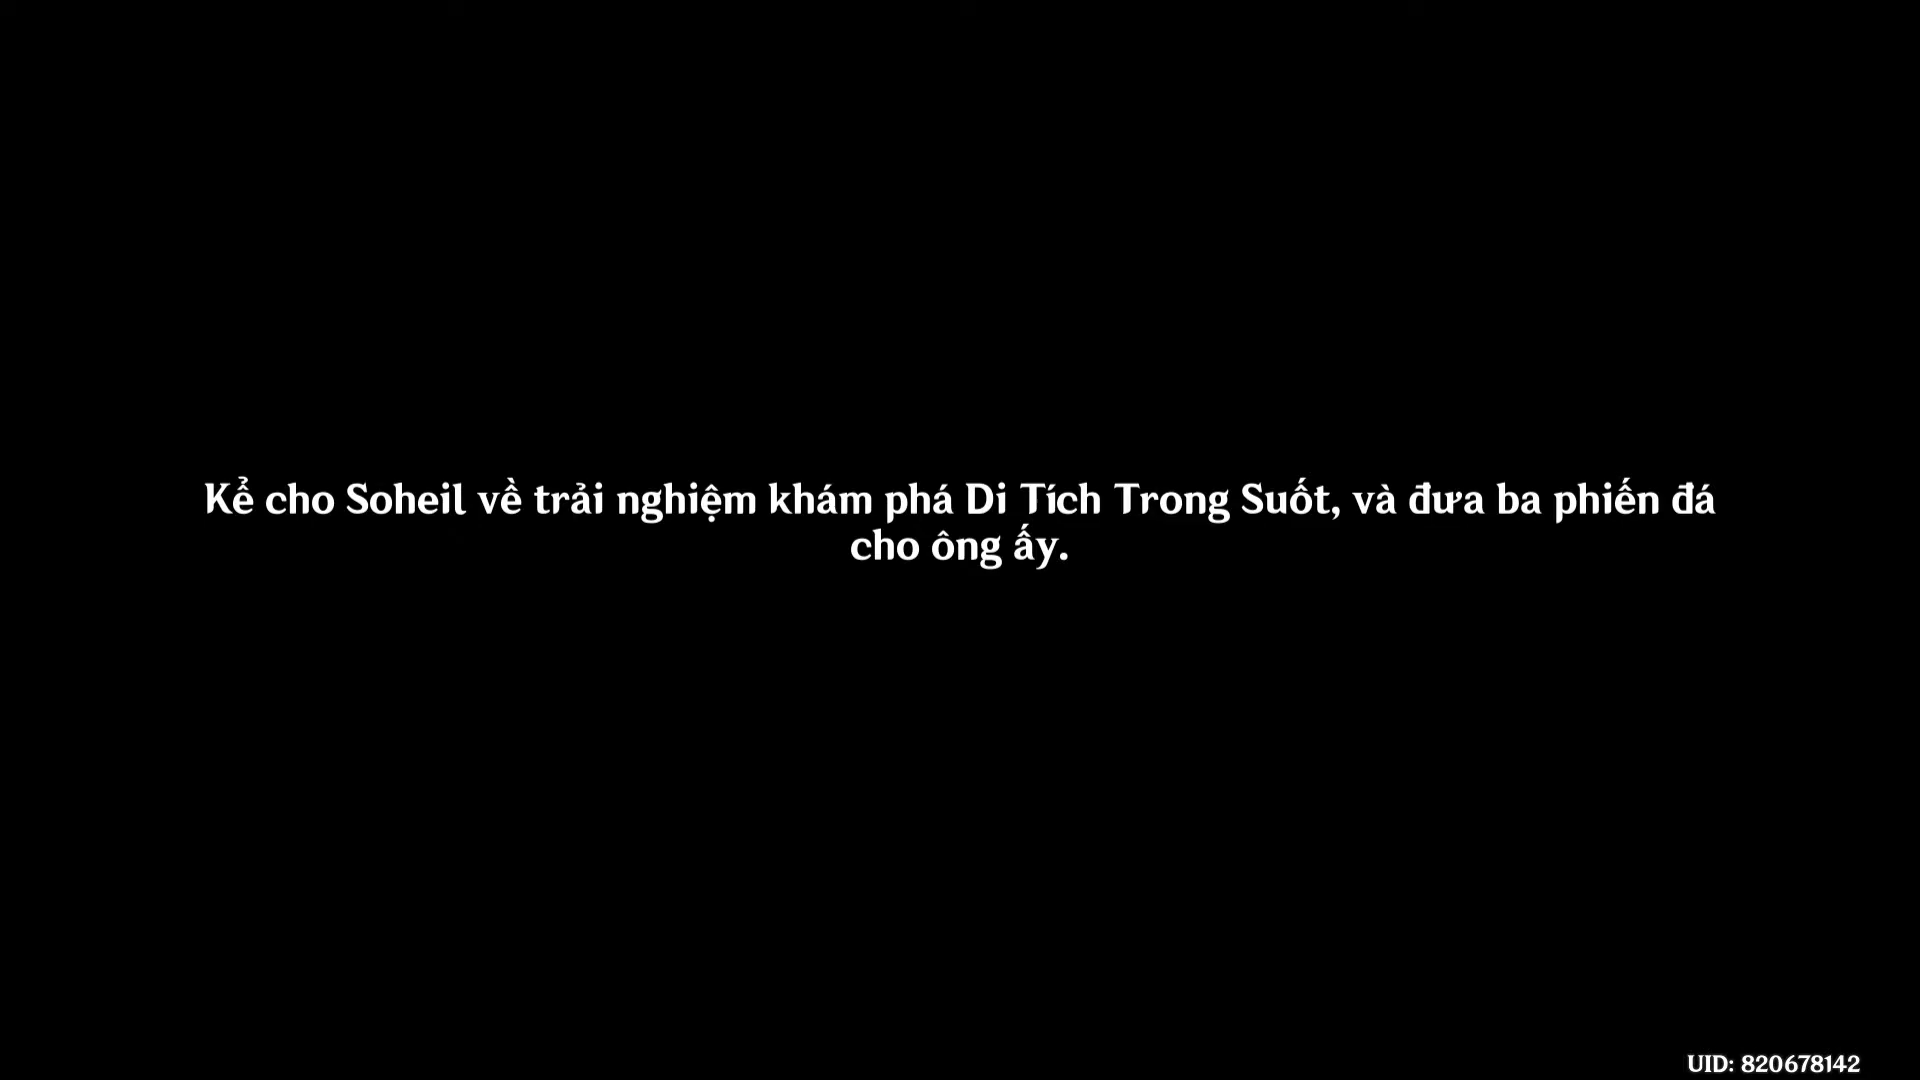 Kể cho Soheil về trải nghiệm khám phá Di Tích Trong Suốt, và đưa ba phiến đá
cho ông ấy.
UID: 820678142